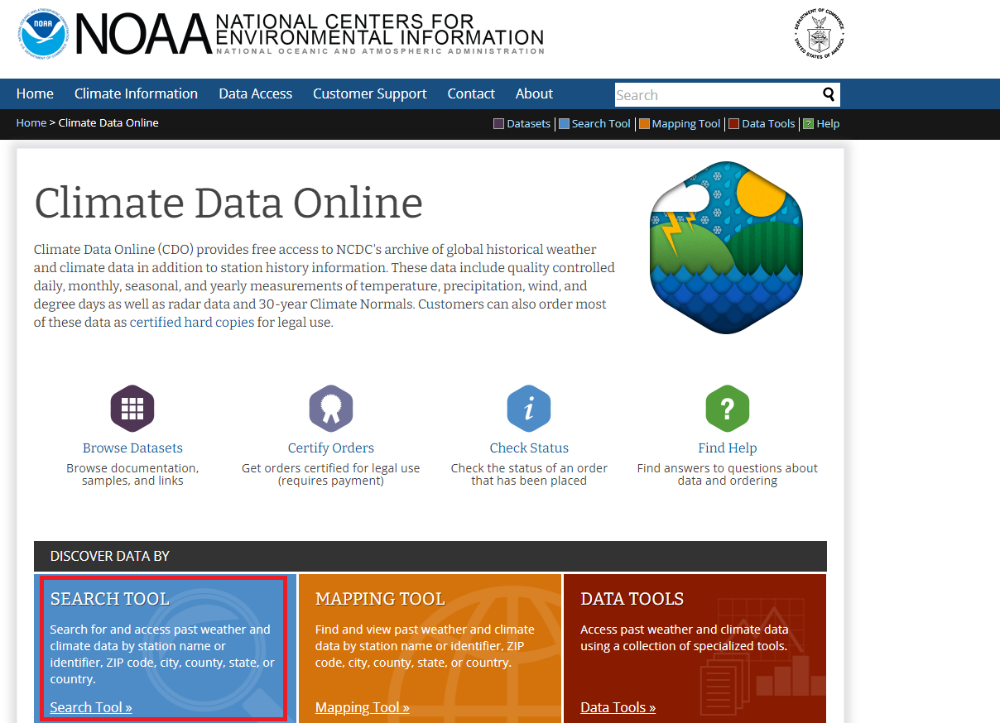 NOAA
NATIONAL CENTERS FOR
ENVIRONMENTAL INFORMATION
NATIONAL OCEANIC AND ATMOSPHERIC ADMINISTRATION
NOAA
NATIONAL OCEANIC AND ATMOSPHERIC ADMINISTRATION
U.S. DEPARTMENT OF COMMERCE
DEPARTMENT OF COMMERCE
UNITED STATES OF AMERICA
Home Climate Information Data Access Customer Support Contact About Search
Home > Climate Data Online Datasets Search Tool Mapping Tool Data Tools ? Help
Climate Data Online
Climate Data Online (CDO) provides free access to NCDC's archive of global historical weather
and climate data in addition to station history information. These data include quality controlled
daily, monthly, seasonal, and yearly measurements of temperature, precipitation, wind, and
degree days as well as radar data and 30-year Climate Normals. Customers can also order most
of these data as certified hard copies for legal use.
i ?
Browse Datasets
Browse documentation,
samples, and links
Certify Orders
Get orders certified for legal use
(requires payment)
Check Status
Check the status of an order
that has been placed
Find Help
Find answers to questions about
data and ordering
DISCOVER DATA BY
SEARCH TOOL
Search for and access past weather and
climate data by station name or
identifier, ZIP code, city, county, state, or
country.
Search Tool »
MAPPING TOOL
Find and view past weather and climate
data by station name or identifier, ZIP
code, city, county, state, or country.
Mapping Tool »
DATA TOOLS
Access past weather and climate data
using a collection of specialized tools.
Data Tools »